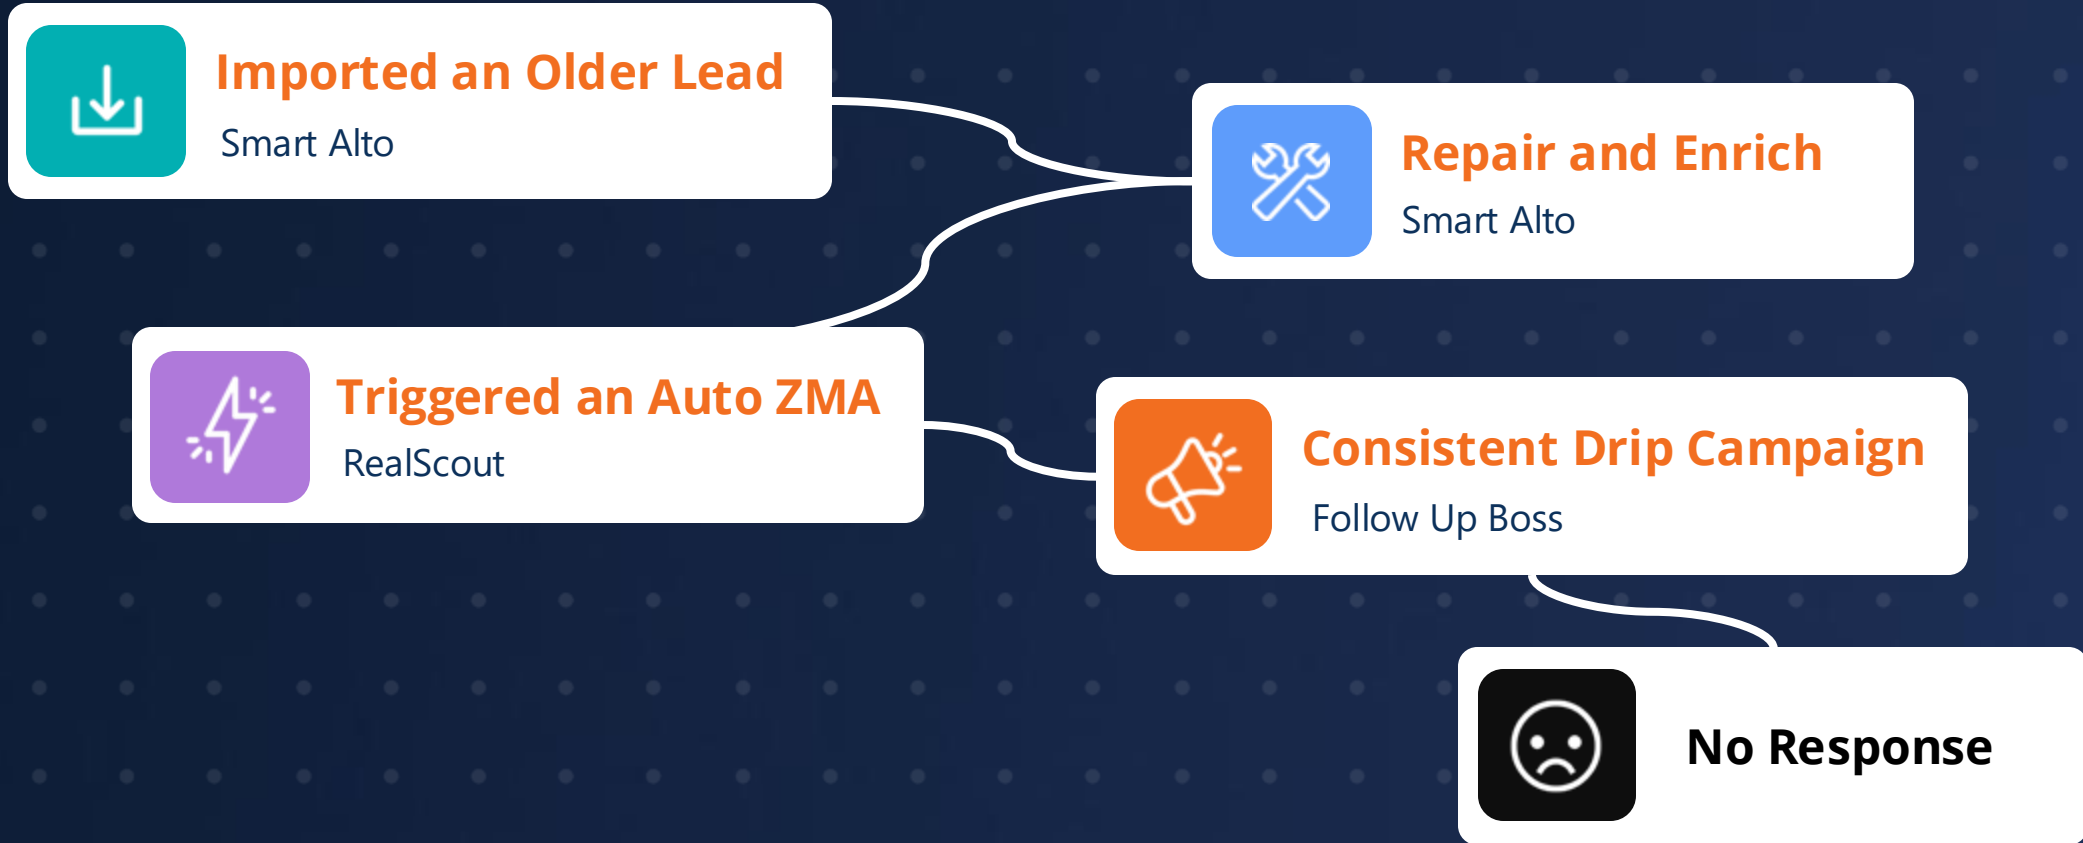 Imported an Older Lead
Smart Alto
Repair and Enrich
Smart Alto
Triggered an Auto ZMA
RealScout
Consistent Drip Campaign
Follow Up Boss
No Response